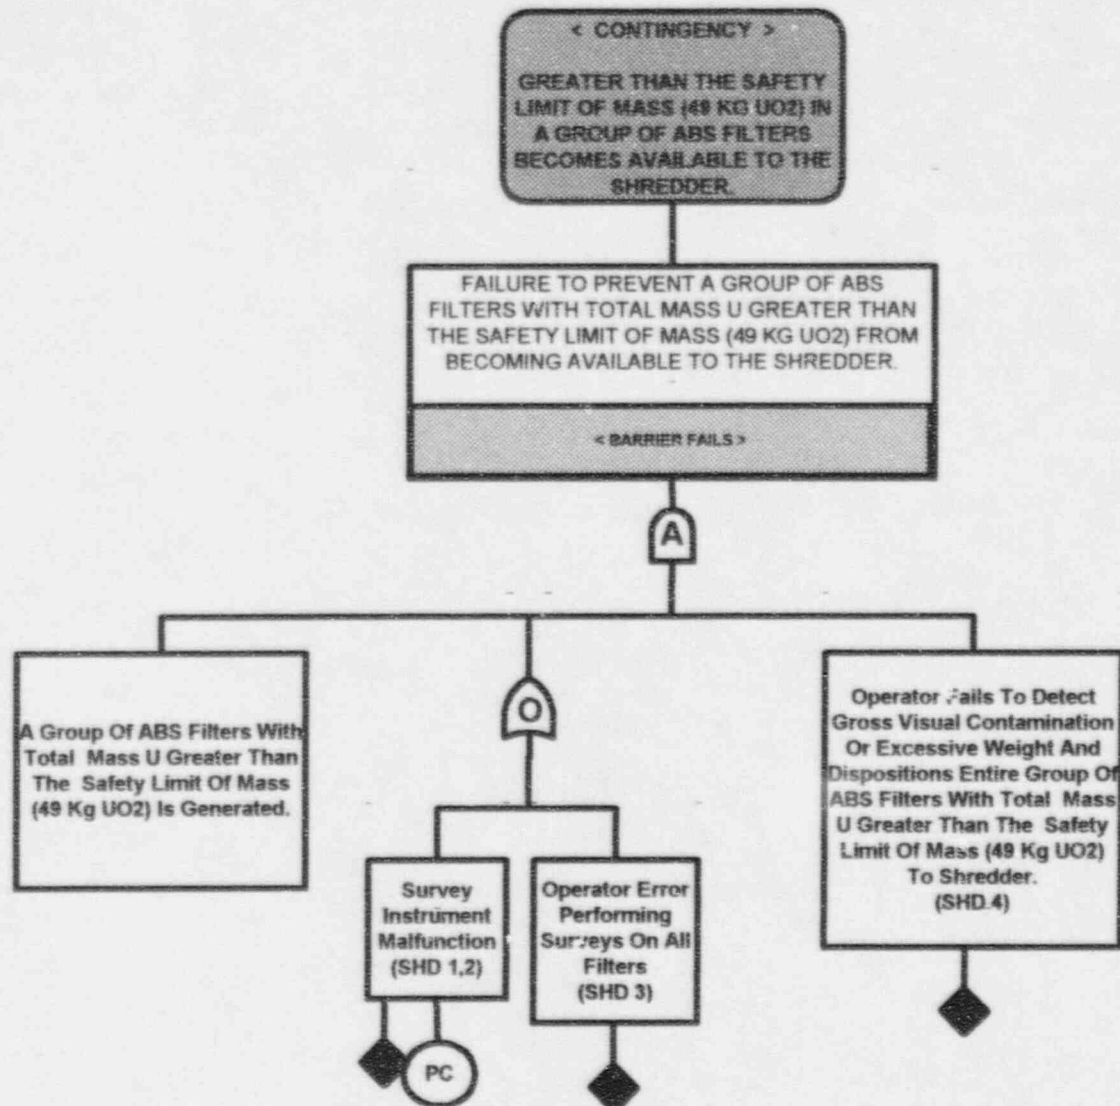 < CONTINGENCY >
GREATER THAN THE SAFETY
LIMIT OF MASS (49 KG UO2) IN
A GROUP OF ABS FILTERS
BECOMES AVAILABLE TO THE
SHREDDER.
FAILURE TO PREVENT A GROUP OF ABS
FILTERS WITH TOTAL MASS U GREATER THAN
THE SAFETY LIMIT OF MASS (49 KG UO2) FROM
BECOMING AVAILABLE TO THE SHREDDER.
< BARRIER FAILS >
A
O
A Group Of ABS Filters With
Total Mass U Greater Than
The Safety Limit Of Mass
(49 Kg UO2) Is Generated.
Survey
Instrument
Malfunction
(SHD 1,2)
PC
Operator Error
Performing
Surveys On All
Filters
(SHD 3)
Operator Fails To Detect
Gross Visual Contamination
Or Excessive Weight And
Dispositions Entire Group Of
ABS Filters With Total Mass
U Greater Than The Safety
Limit Of Mass (49 Kg UO2)
To Shredder.
(SHD 4)